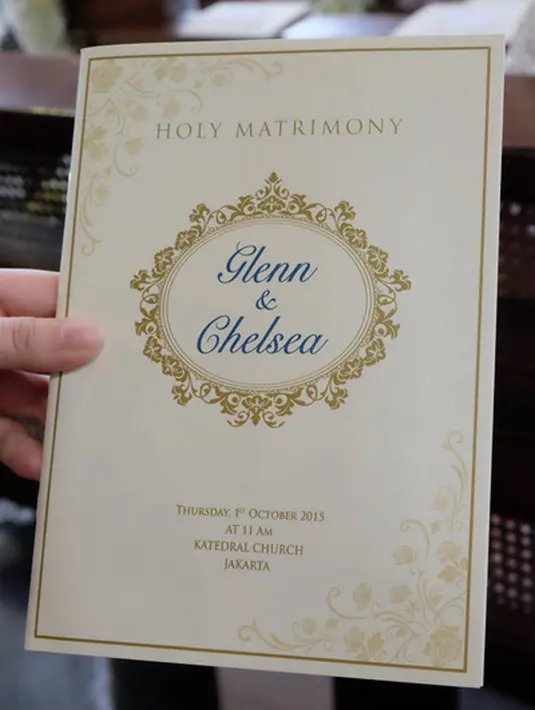 HOLY MATRIMONY
Glenn
&
Chelsea
THURSDAY, 1ST OCTOBER 2015
AT 11 AM
KATEDRAL CHURCH
JAKARTA